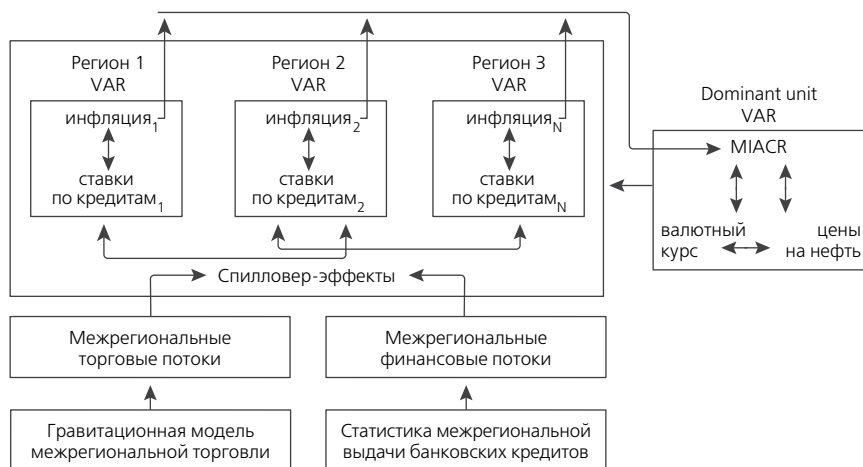 Регион 1
VAR
инфляция1
ставки
по кредитам1
Регион 2
VAR
инфляция2
ставки
по кредитам2
Регион 3
VAR
инфляцияN
ставки
по кредитамN
Спилловер-эффекты
Dominant unit
VAR
MIACR
валютный
курс
цены
на нефть
Межрегиональные
торговые потоки
Межрегиональные
финансовые потоки
Гравитационная модель
межрегиональной торговли
Статистика межрегиональной
выдачи банковских кредитов